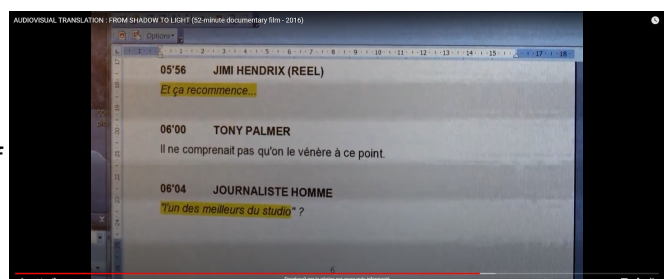 AUDIOVISUAL TRANSLATION : FROM SHADOW TO LIGHT (52-minute documentary film - 2016)
Options
05'56 JIMI HENDRIX (REEL)
Et ça recommence...
06'00 TONY PALMER
Il ne comprenait pas qu'on le vénère à ce point.
06'04 JOURNALISTE HOMME
"l'un des meilleurs du studio" ?
6